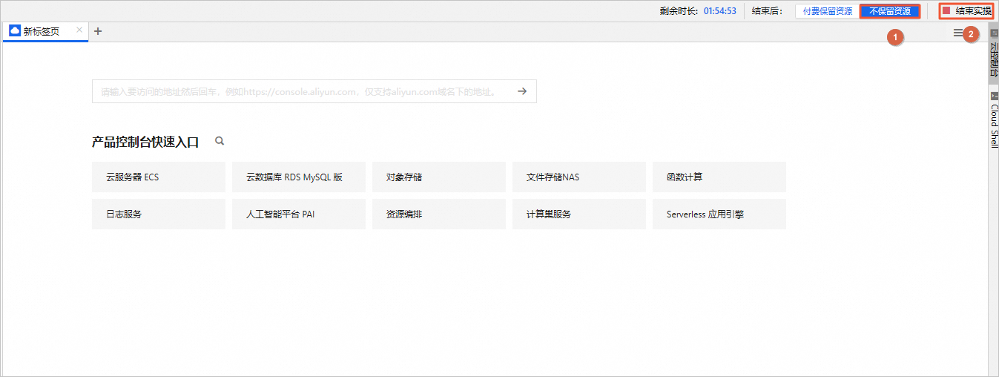 剩余时长: 01:54:53 结束后: 付费保留资源 不保留资源 结束实操
新标签页
1
2
云控制台
Cloud Shell
请输入要访问的地址然后回车，例如https://console.aliyun.com，仅支持aliyun.com域名下的地址。
产品控制台快速入口
云服务器 ECS 云数据库 RDS MySQL 版 对象存储 文件存储NAS 函数计算
日志服务 人工智能平台 PAI 资源编排 计算巢服务 Serverless 应用引擎